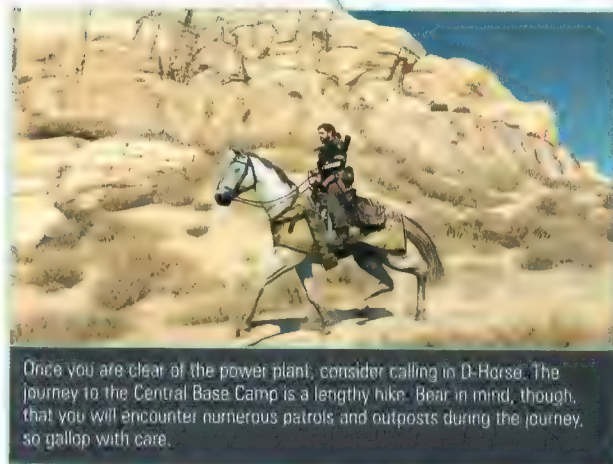 Once you are clear of the power plant, consider calling in D-Horse. The
journey to the Central Base Camp is a lengthy hike. Bear in mind, though,
that you will encounter numerous patrols and outposts during the journey,
so gallop with care.